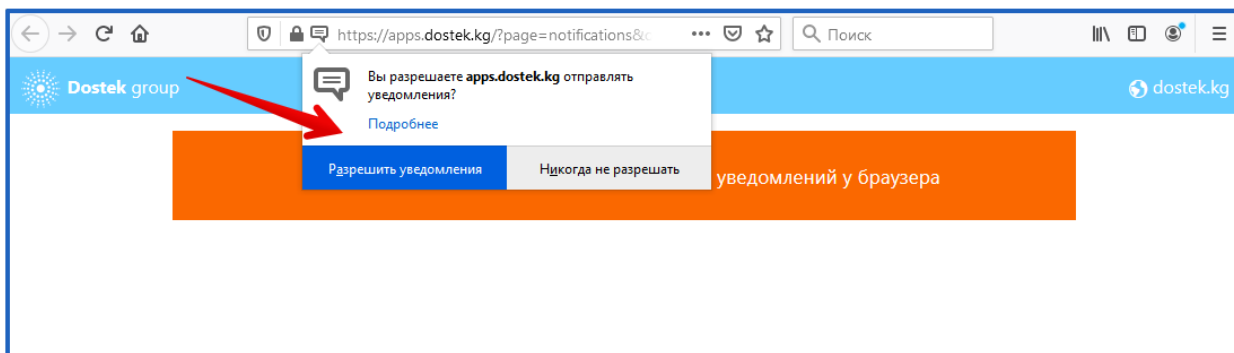 https://apps.dostek.kg/?page=notifications&
Поиск
Dostek group
dostek.kg
Вы разрешаете apps.dostek.kg отправлять
уведомления?
Подробнее
Разрешить уведомления
Никогда не разрешать
уведомлений у браузера